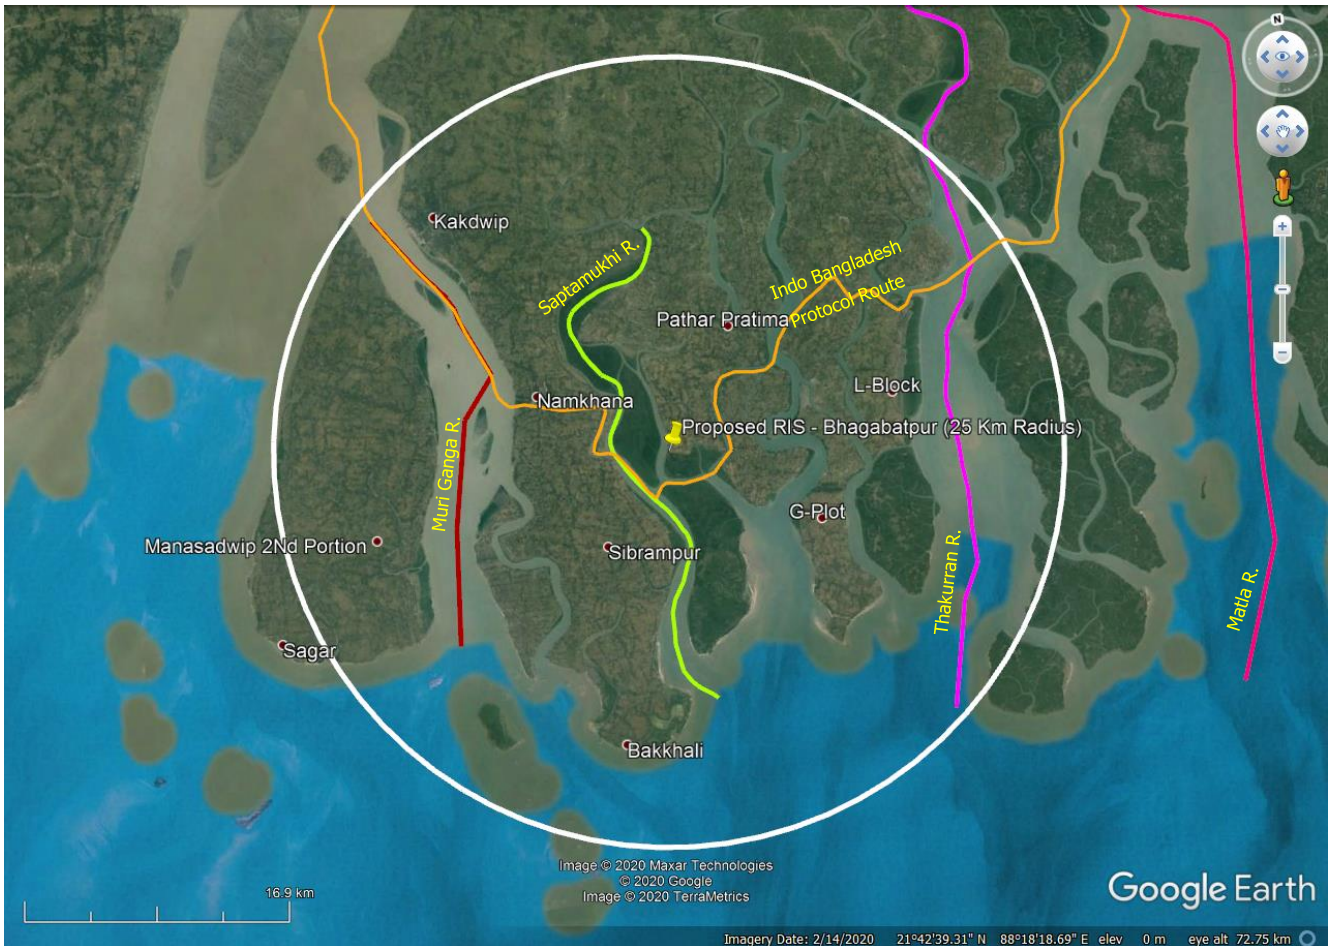 N
Kakdwip
Saptamukhi R.
Indo Bangladesh
Protocol Route
Pathar Pratima
L-Block
Namkhana
Proposed RIS - Bhagabatpur (25 Km Radius)
Muri Ganga R.
G-Plot
Manasadwip 2Nd Portion
Sibrampur
Thakurran R.
Matla R.
Sagar
Bakkhali
Image © 2020 Maxar Technologies
© 2020 Google
Image © 2020 TerraMetrics
16.9 km
Google Earth
Imagery Date: 2/14/2020 21°42'39.31" N 88°18'18.69" E elev 0 m eye alt 72.75 km